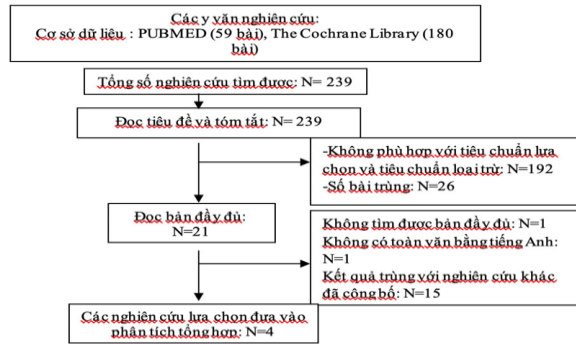 Các y văn nghiên cứu:
Cơ sở dữ liệu : PUBMED (59 bài), The Cochrane Library (180
bài)
Tổng số nghiên cứu tìm được: N= 239
Đọc tiêu đề và tóm tắt: N= 239
-Không phù hợp với tiêu chuẩn lựa
chọn và tiêu chuẩn loại trừ: N=192
-Số bài trùng: N=26
Đọc bản đầy đủ:
N=21
Không tìm được bản đầy đủ: N=1
Không có toàn văn bằng tiếng Anh:
N=1
Kết quả trùng với nghiên cứu khác
đã công bố: N=15
Các nghiên cứu lựa chọn đưa vào
phân tích tổng hợp: N=4